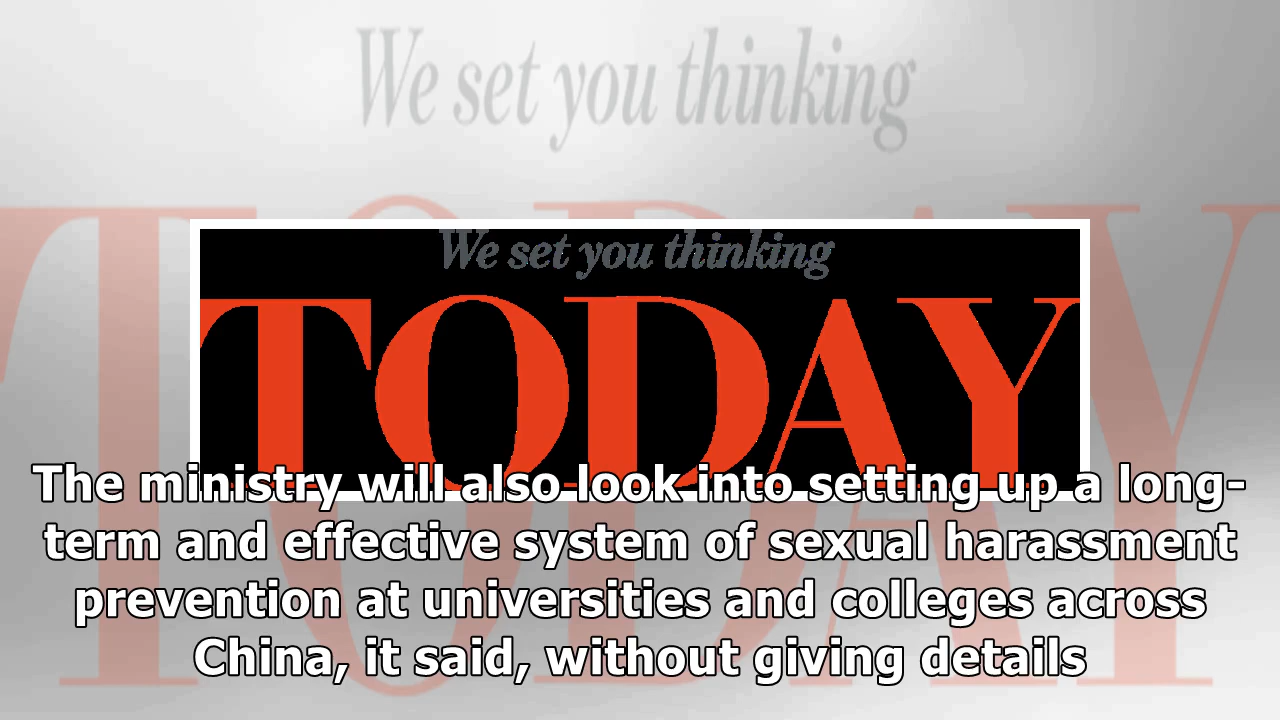 We set you thinking
TODAY
We set you thinking
TODAY
The ministry will also look into setting up a long-
term and effective system of sexual harassment
prevention at universities and colleges across
China, it said, without giving details